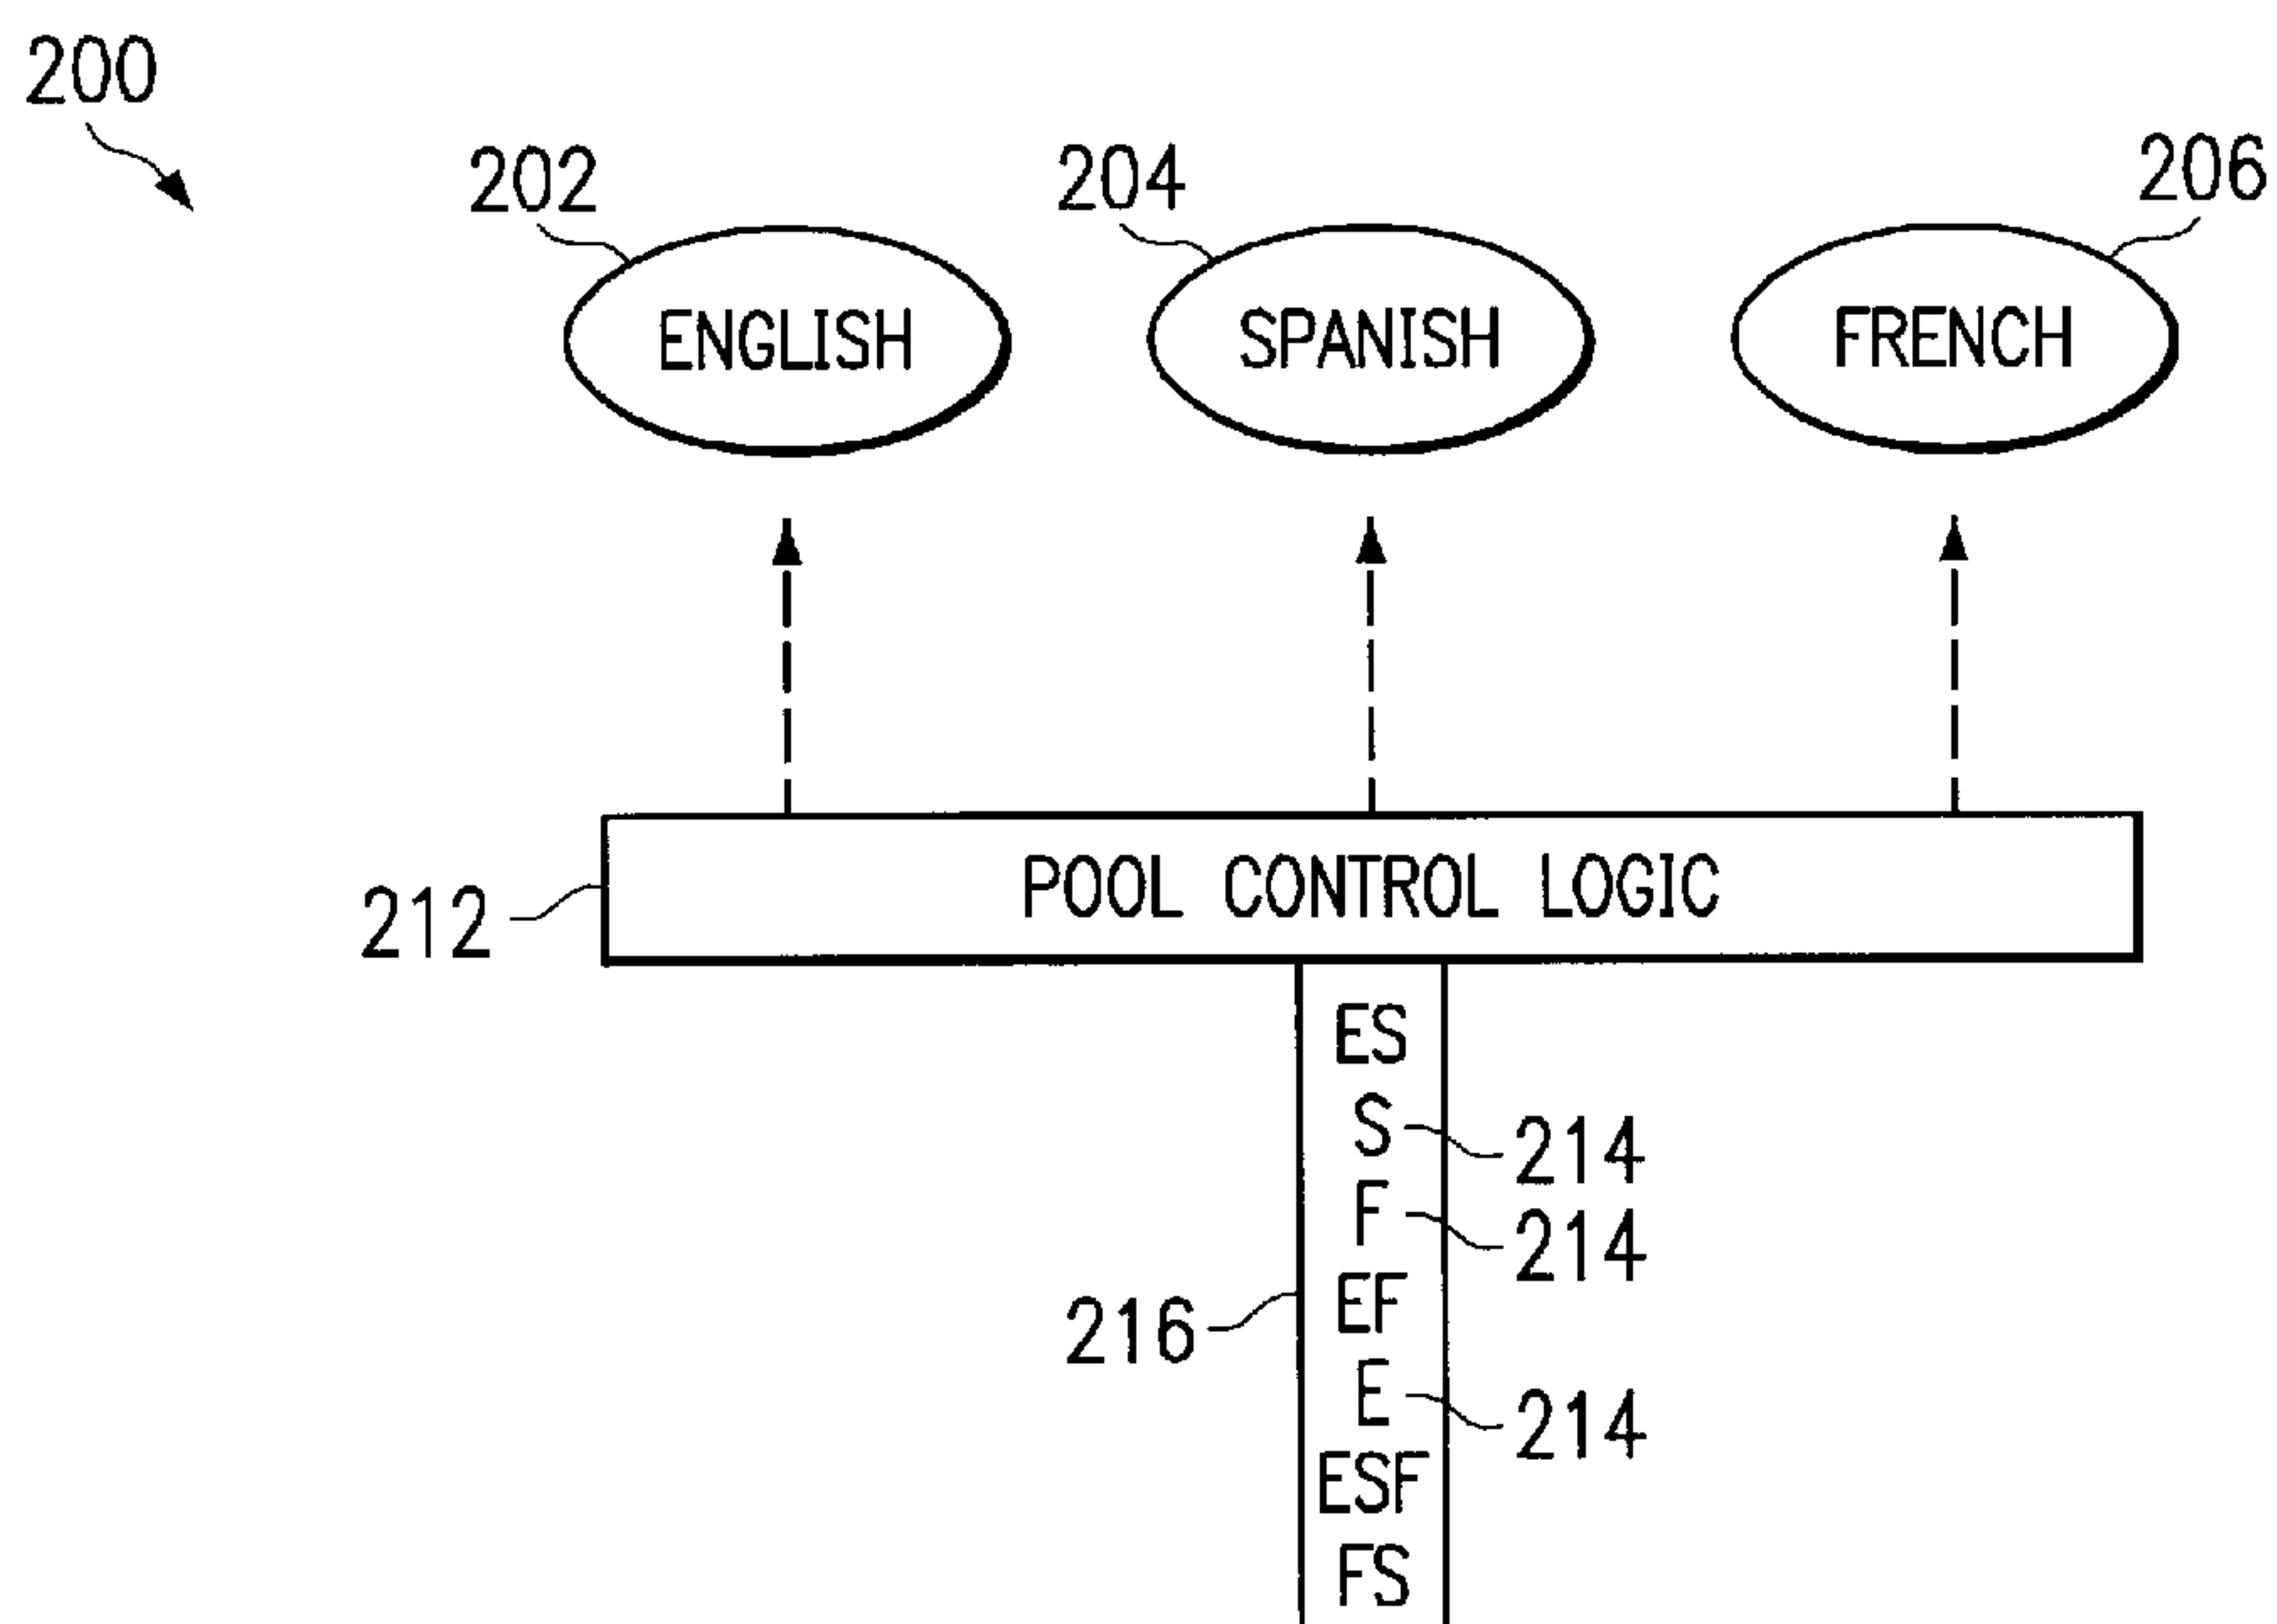 200
202
204
206
ENGLISH
SPANISH
FRENCH
212
POOL CONTROL LOGIC
ES
S
214
F
214
216
EF
E
214
ESF
FS